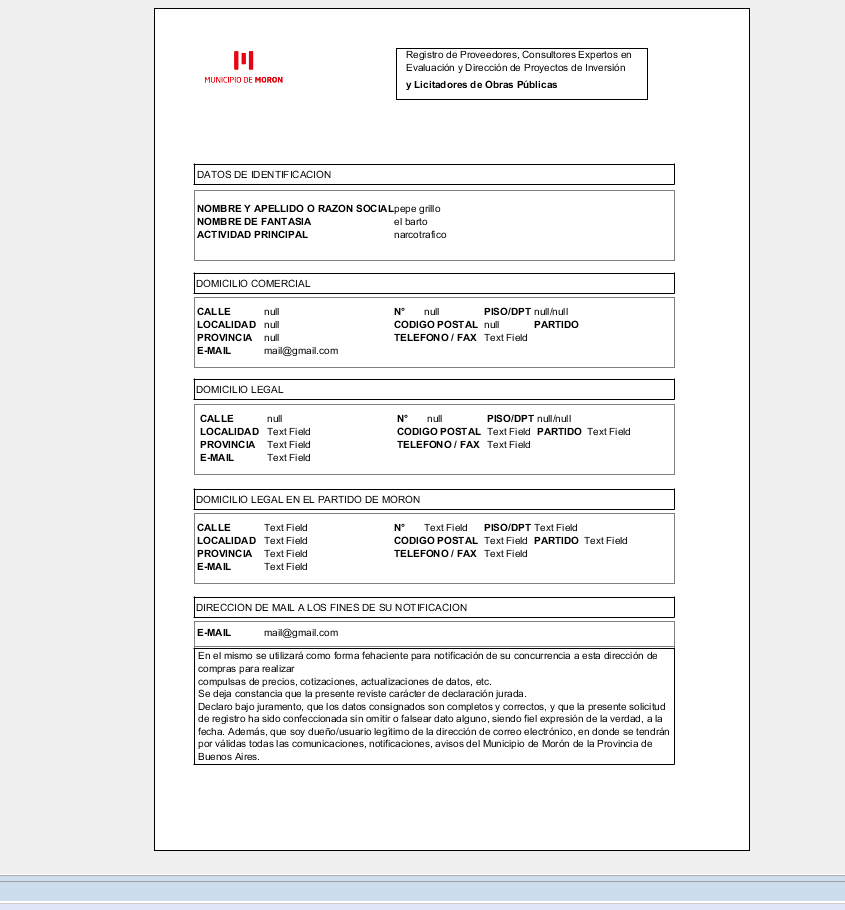 MUNICIPIO DE MORON
Registro de Proveedores, Consultores Expertos en
Evaluación y Dirección de Proyectos de Inversión
y Licitadores de Obras Públicas
DATOS DE IDENTIFICACION
NOMBRE Y APELLIDO O RAZON SOCIAL pepe grillo
NOMBRE DE FANTASIA el barto
ACTIVIDAD PRINCIPAL narcotrafico
DOMICILIO COMERCIAL
CALLE null N° null PISO/DPT null/null
LOCALIDAD null CODIGO POSTAL null PARTIDO
PROVINCIA null TELEFONO / FAX Text Field
E-MAIL mail@gmail.com
DOMICILIO LEGAL
CALLE null N° null PISO/DPT null/null
LOCALIDAD Text Field CODIGO POSTAL Text Field PARTIDO Text Field
PROVINCIA Text Field TELEFONO / FAX Text Field
E-MAIL Text Field
DOMICILIO LEGAL EN EL PARTIDO DE MORON
CALLE Text Field N° Text Field PISO/DPT Text Field
LOCALIDAD Text Field CODIGO POSTAL Text Field PARTIDO Text Field
PROVINCIA Text Field TELEFONO / FAX Text Field
E-MAIL Text Field
DIRECCION DE MAIL A LOS FINES DE SU NOTIFICACION
E-MAIL mail@gmail.com
En el mismo se utilizará como forma fehaciente para notificación de su concurrencia a esta dirección de
compras para realizar
compulsas de precios, cotizaciones, actualizaciones de datos, etc.
Se deja constancia que la presente reviste carácter de declaración jurada.
Declaro bajo juramento, que los datos consignados son completos y correctos, y que la presente solicitud
de registro ha sido confeccionada sin omitir o falsear dato alguno, siendo fiel expresión de la verdad, a la
fecha. Además, que soy dueño/usuario legítimo de la dirección de correo electrónico, en donde se tendrán
por válidas todas las comunicaciones, notificaciones, avisos del Municipio de Morón de la Provincia de
Buenos Aires.